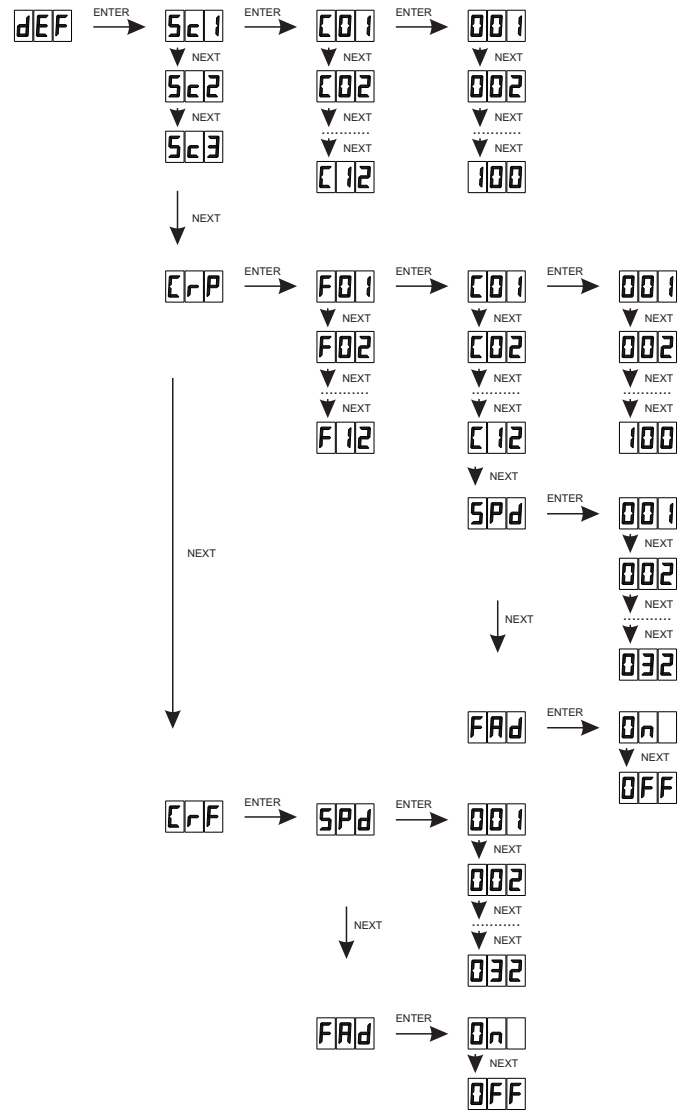 dEF ENTER Sc1 ENTER C01 ENTER 001
NEXT NEXT NEXT
Sc2 C02 002
NEXT NEXT NEXT
Sc3 NEXT NEXT
C12 100
NEXT
CrP ENTER F01 ENTER C01 ENTER 001
NEXT NEXT NEXT
F02 C02 002
NEXT NEXT NEXT
NEXT NEXT NEXT
F12 C12 100
NEXT
SPd ENTER 001
NEXT
NEXT 002
NEXT
NEXT
NEXT
032
FAd ENTER On
NEXT
OFF
CrF ENTER SPd ENTER 001
NEXT
002
NEXT
NEXT
NEXT
032
FAd ENTER On
NEXT
OFF